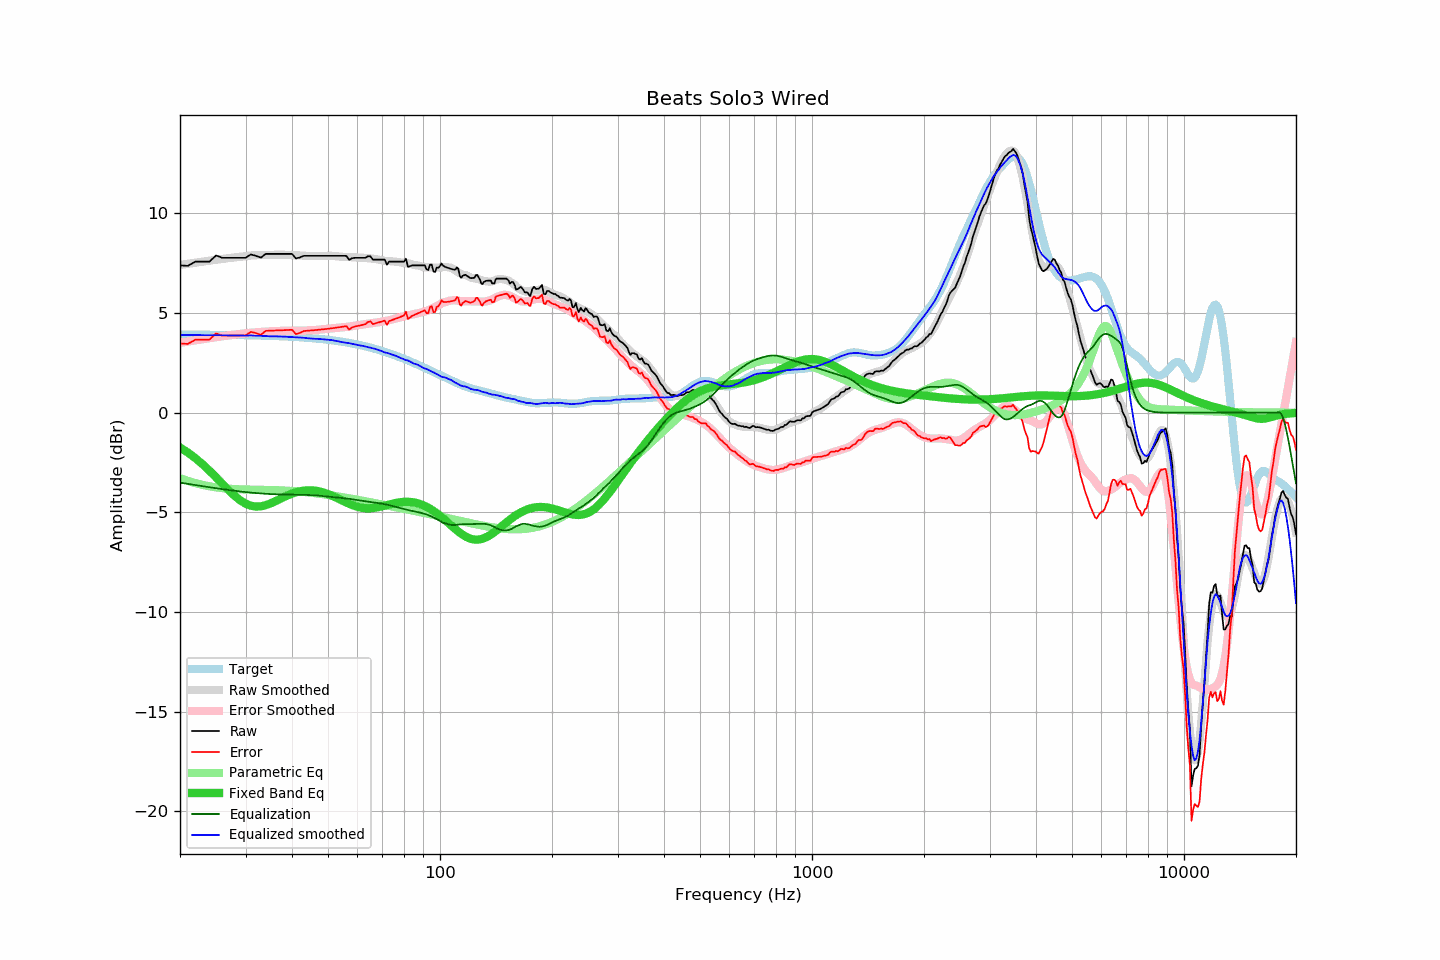 Beats Solo3 Wired
10
5
0
−5
−10
−15
−20
Amplitude (dBr)
Target
Raw Smoothed
Error Smoothed
Raw
Error
Parametric Eq
Fixed Band Eq
Equalization
Equalized smoothed
100 1000 10000
Frequency (Hz)